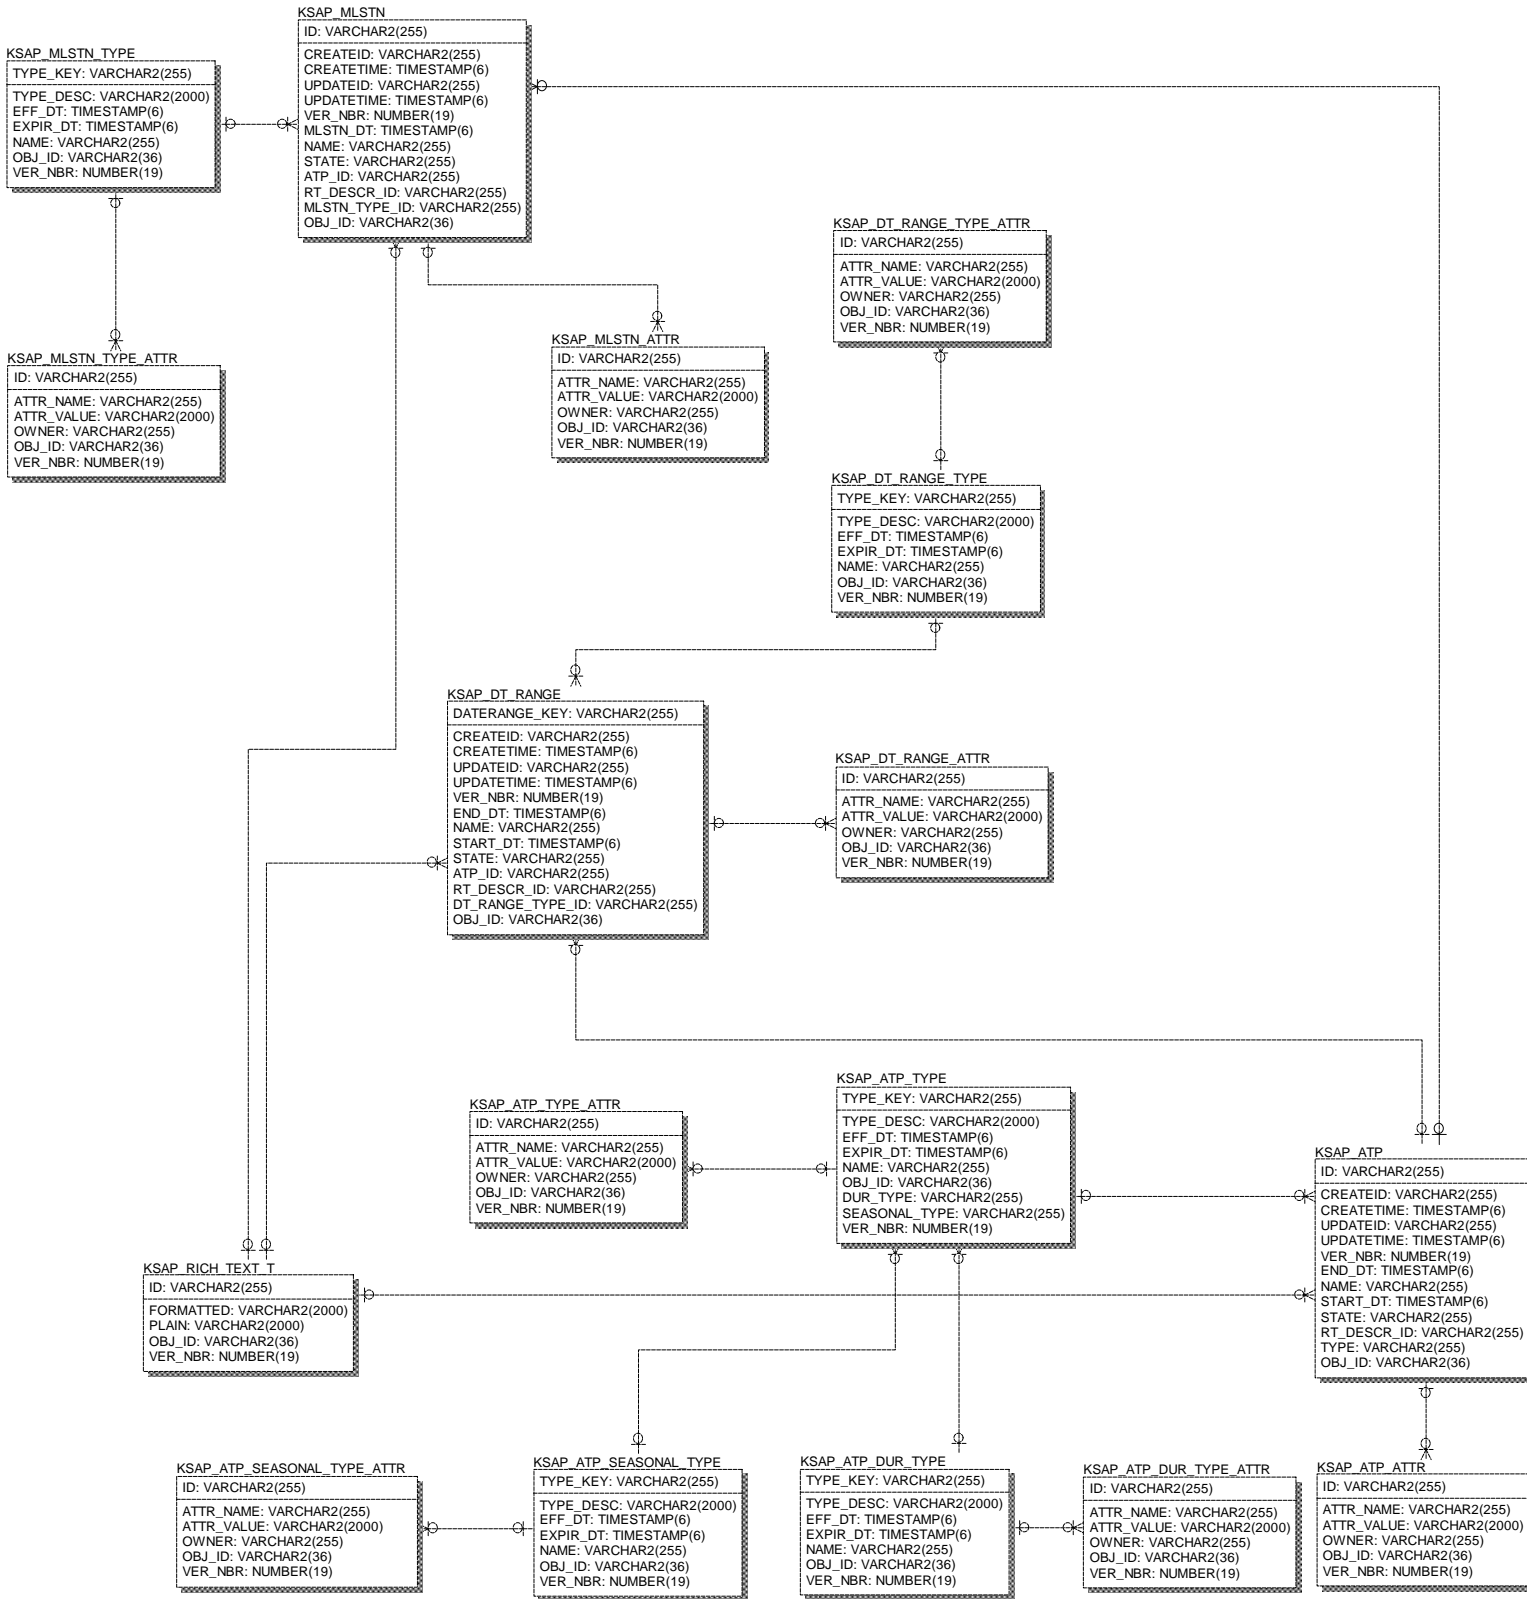 KSAP_MLSTN
ID: VARCHAR2(255)
CREATEID: VARCHAR2(255)
CREATETIME: TIMESTAMP(6)
UPDATEID: VARCHAR2(255)
UPDATETIME: TIMESTAMP(6)
VER_NBR: NUMBER(19)
MLSTN_DT: TIMESTAMP(6)
NAME: VARCHAR2(255)
STATE: VARCHAR2(255)
ATP_ID: VARCHAR2(255)
RT_DESCR_ID: VARCHAR2(255)
MLSTN_TYPE_ID: VARCHAR2(255)
OBJ_ID: VARCHAR2(36)
KSAP_MLSTN_TYPE
TYPE_KEY: VARCHAR2(255)
TYPE_DESC: VARCHAR2(2000)
EFF_DT: TIMESTAMP(6)
EXPIR_DT: TIMESTAMP(6)
NAME: VARCHAR2(255)
OBJ_ID: VARCHAR2(36)
VER_NBR: NUMBER(19)
KSAP_DT_RANGE_TYPE_ATTR
ID: VARCHAR2(255)
ATTR_NAME: VARCHAR2(255)
ATTR_VALUE: VARCHAR2(2000)
OWNER: VARCHAR2(255)
OBJ_ID: VARCHAR2(36)
VER_NBR: NUMBER(19)
KSAP_MLSTN_ATTR
ID: VARCHAR2(255)
ATTR_NAME: VARCHAR2(255)
ATTR_VALUE: VARCHAR2(2000)
OWNER: VARCHAR2(255)
OBJ_ID: VARCHAR2(36)
VER_NBR: NUMBER(19)
KSAP_MLSTN_TYPE_ATTR
ID: VARCHAR2(255)
ATTR_NAME: VARCHAR2(255)
ATTR_VALUE: VARCHAR2(2000)
OWNER: VARCHAR2(255)
OBJ_ID: VARCHAR2(36)
VER_NBR: NUMBER(19)
KSAP_DT_RANGE_TYPE
TYPE_KEY: VARCHAR2(255)
TYPE_DESC: VARCHAR2(2000)
EFF_DT: TIMESTAMP(6)
EXPIR_DT: TIMESTAMP(6)
NAME: VARCHAR2(255)
OBJ_ID: VARCHAR2(36)
VER_NBR: NUMBER(19)
KSAP_DT_RANGE
DATERANGE_KEY: VARCHAR2(255)
CREATEID: VARCHAR2(255)
CREATETIME: TIMESTAMP(6)
UPDATEID: VARCHAR2(255)
UPDATETIME: TIMESTAMP(6)
VER_NBR: NUMBER(19)
END_DT: TIMESTAMP(6)
NAME: VARCHAR2(255)
START_DT: TIMESTAMP(6)
STATE: VARCHAR2(255)
ATP_ID: VARCHAR2(255)
RT_DESCR_ID: VARCHAR2(255)
DT_RANGE_TYPE_ID: VARCHAR2(255)
OBJ_ID: VARCHAR2(36)
KSAP_DT_RANGE_ATTR
ID: VARCHAR2(255)
ATTR_NAME: VARCHAR2(255)
ATTR_VALUE: VARCHAR2(2000)
OWNER: VARCHAR2(255)
OBJ_ID: VARCHAR2(36)
VER_NBR: NUMBER(19)
KSAP_ATP_TYPE
TYPE_KEY: VARCHAR2(255)
TYPE_DESC: VARCHAR2(2000)
EFF_DT: TIMESTAMP(6)
EXPIR_DT: TIMESTAMP(6)
NAME: VARCHAR2(255)
OBJ_ID: VARCHAR2(36)
DUR_TYPE: VARCHAR2(255)
SEASONAL_TYPE: VARCHAR2(255)
VER_NBR: NUMBER(19)
KSAP_ATP_TYPE_ATTR
ID: VARCHAR2(255)
ATTR_NAME: VARCHAR2(255)
ATTR_VALUE: VARCHAR2(2000)
OWNER: VARCHAR2(255)
OBJ_ID: VARCHAR2(36)
VER_NBR: NUMBER(19)
KSAP_ATP
ID: VARCHAR2(255)
CREATEID: VARCHAR2(255)
CREATETIME: TIMESTAMP(6)
UPDATEID: VARCHAR2(255)
UPDATETIME: TIMESTAMP(6)
VER_NBR: NUMBER(19)
END_DT: TIMESTAMP(6)
NAME: VARCHAR2(255)
START_DT: TIMESTAMP(6)
STATE: VARCHAR2(255)
RT_DESCR_ID: VARCHAR2(255)
TYPE: VARCHAR2(255)
OBJ_ID: VARCHAR2(36)
KSAP_RICH_TEXT_T
ID: VARCHAR2(255)
FORMATTED: VARCHAR2(2000)
PLAIN: VARCHAR2(2000)
OBJ_ID: VARCHAR2(36)
VER_NBR: NUMBER(19)
KSAP_ATP_SEASONAL_TYPE_ATTR
ID: VARCHAR2(255)
ATTR_NAME: VARCHAR2(255)
ATTR_VALUE: VARCHAR2(2000)
OWNER: VARCHAR2(255)
OBJ_ID: VARCHAR2(36)
VER_NBR: NUMBER(19)
KSAP_ATP_SEASONAL_TYPE
TYPE_KEY: VARCHAR2(255)
TYPE_DESC: VARCHAR2(2000)
EFF_DT: TIMESTAMP(6)
EXPIR_DT: TIMESTAMP(6)
NAME: VARCHAR2(255)
OBJ_ID: VARCHAR2(36)
VER_NBR: NUMBER(19)
KSAP_ATP_DUR_TYPE
TYPE_KEY: VARCHAR2(255)
TYPE_DESC: VARCHAR2(2000)
EFF_DT: TIMESTAMP(6)
EXPIR_DT: TIMESTAMP(6)
NAME: VARCHAR2(255)
OBJ_ID: VARCHAR2(36)
VER_NBR: NUMBER(19)
KSAP_ATP_DUR_TYPE_ATTR
ID: VARCHAR2(255)
ATTR_NAME: VARCHAR2(255)
ATTR_VALUE: VARCHAR2(2000)
OWNER: VARCHAR2(255)
OBJ_ID: VARCHAR2(36)
VER_NBR: NUMBER(19)
KSAP_ATP_ATTR
ID: VARCHAR2(255)
ATTR_NAME: VARCHAR2(255)
ATTR_VALUE: VARCHAR2(2000)
OWNER: VARCHAR2(255)
OBJ_ID: VARCHAR2(36)
VER_NBR: NUMBER(19)